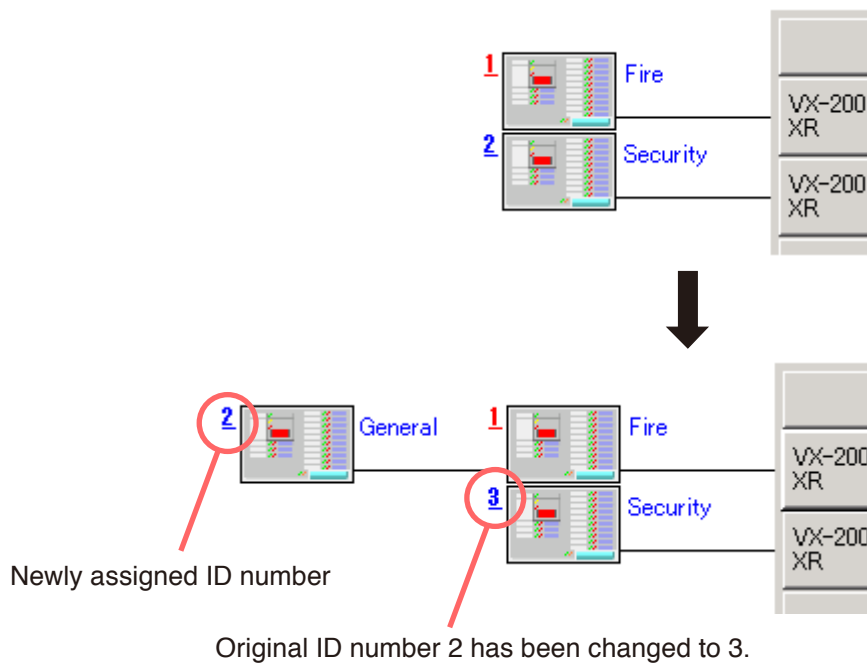 1 Fire
VX-200
XR
2 Security
VX-200
XR
2 General 1 Fire
VX-200
XR
3 Security
VX-200
XR
Newly assigned ID number
Original ID number 2 has been changed to 3.